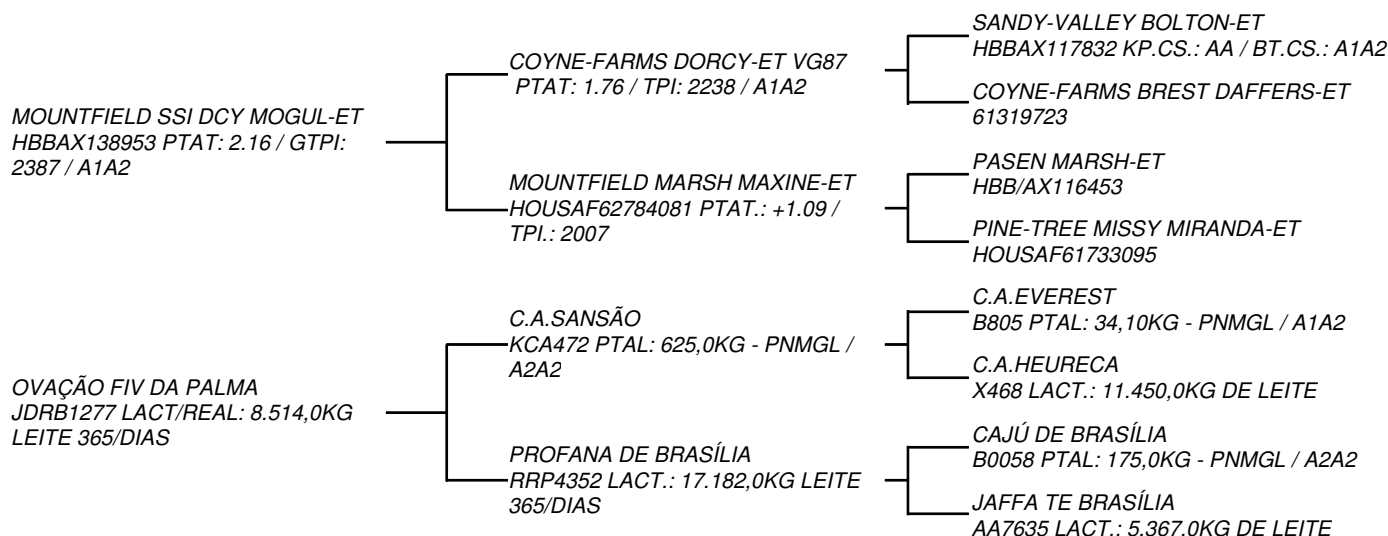 SANDY-VALLEY BOLTON-ET
HBBAX117832 KP.CS.: AA / BT.CS.: A1A2
COYNE-FARMS DORCY-ET VG87
PTAT: 1.76 / TPI: 2238 / A1A2
COYNE-FARMS BREST DAFFERS-ET
61319723
MOUNTFIELD SSI DCY MOGUL-ET
HBBAX138953 PTAT: 2.16 / GTPI:
2387 / A1A2
PASEN MARSH-ET
HBB/AX116453
MOUNTFIELD MARSH MAXINE-ET
HOUSAF62784081 PTAT.: +1.09 /
TPI.: 2007
PINE-TREE MISSY MIRANDA-ET
HOUSAF61733095
C.A.EVEREST
B805 PTAL: 34,10KG - PNMGL / A1A2
C.A.SANSÃO
KCA472 PTAL: 625,0KG - PNMGL /
A2A2
C.A.HEURECA
X468 LACT.: 11.450,0KG DE LEITE
OVAÇÃO FIV DA PALMA
JDRB1277 LACT/REAL: 8.514,0KG
LEITE 365/DIAS
CAJÚ DE BRASÍLIA
B0058 PTAL: 175,0KG - PNMGL / A2A2
PROFANA DE BRASÍLIA
RRP4352 LACT.: 17.182,0KG LEITE
365/DIAS
JAFFA TE BRASÍLIA
AA7635 LACT.: 5.367,0KG DE LEITE